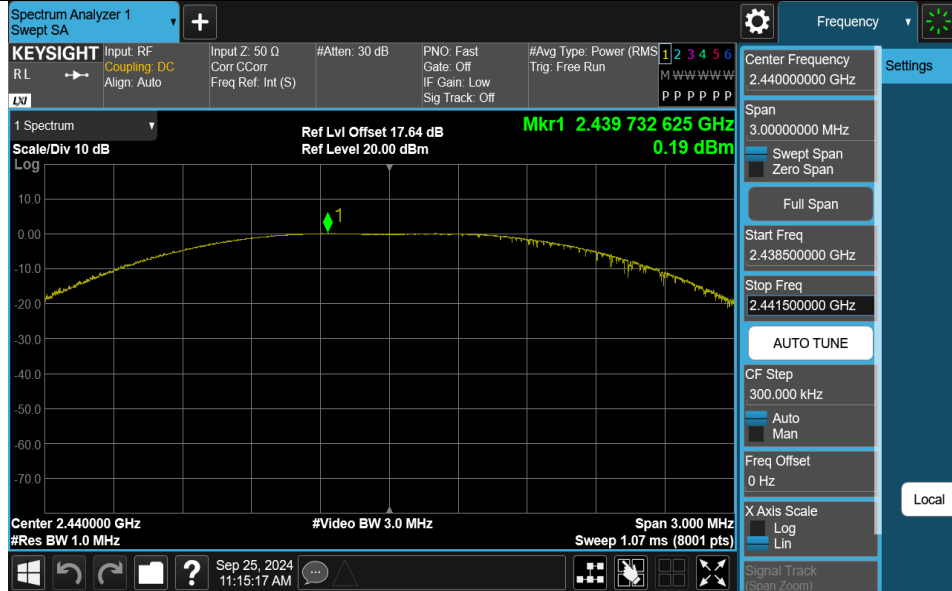 Spectrum Analyzer 1
Swept SA
Frequency
KEYSIGHT
RL
LXI
Input: RF
Coupling: DC
Align: Auto
Input Z: 50 Ω
Corr CCorr
Freq Ref: Int (S)
#Atten: 30 dB
PNO: Fast
Gate: Off
IF Gain: Low
Sig Track: Off
#Avg Type: Power (RMS
Trig: Free Run
1 2 3 4 5 6
M W W W W W
P P P P P P
1 Spectrum
Scale/Div 10 dB
Log
Ref Lvl Offset 17.64 dB
Ref Level 20.00 dBm
Mkr1 2.439 732 625 GHz
0.19 dBm
10.0
0.00
-10.0
-20.0
-30.0
-40.0
-50.0
-60.0
-70.0
1
Center 2.440000 GHz
#Res BW 1.0 MHz
#Video BW 3.0 MHz
Span 3.000 MHz
Sweep 1.07 ms (8001 pts)
Sep 25, 2024
11:15:17 AM
Center Frequency
2.440000000 GHz
Span
3.00000000 MHz
Swept Span
Zero Span
Full Span
Start Freq
2.438500000 GHz
Stop Freq
2.441500000 GHz
AUTO TUNE
CF Step
300.000 kHz
Auto
Man
Freq Offset
0 Hz
X Axis Scale
Log
Lin
Signal Track
(Span Zoom)
Settings
Local